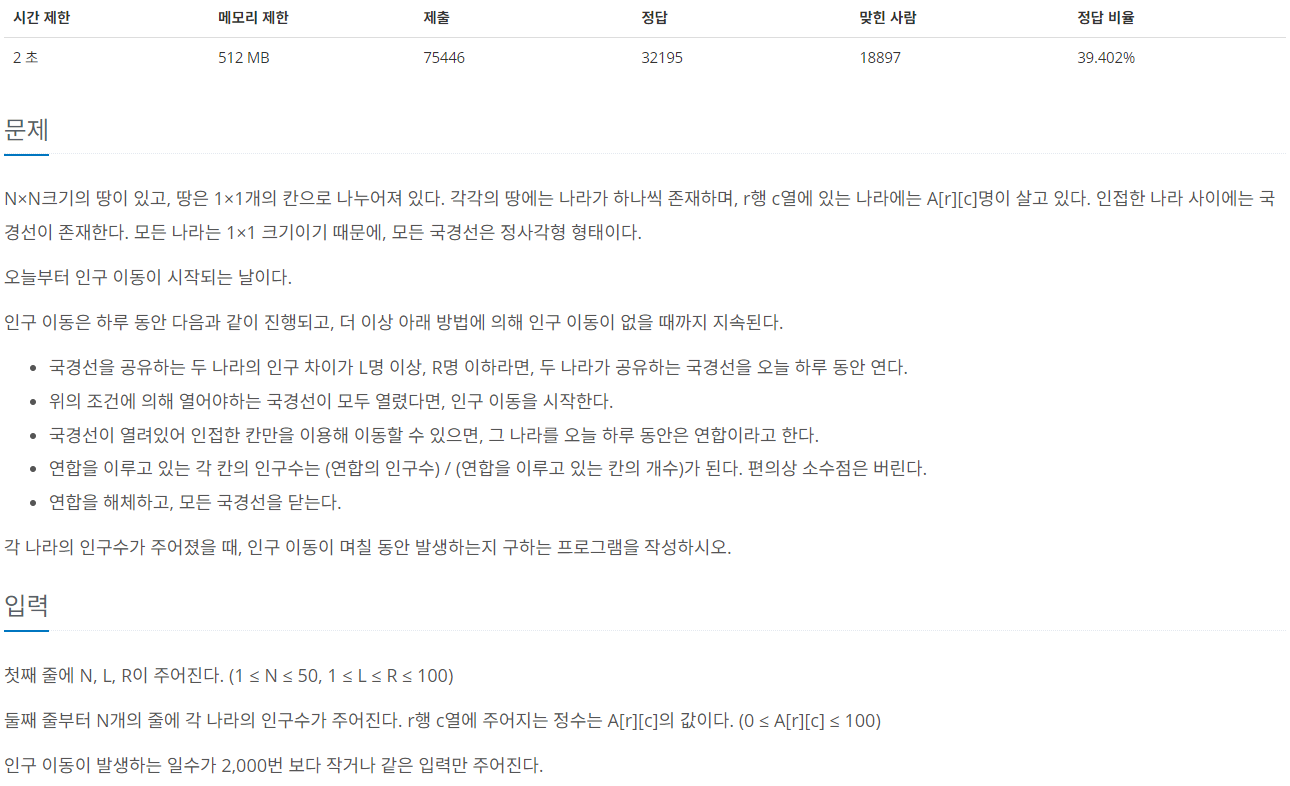 시간 제한 메모리 제한 제출 정답 맞힌 사람 정답 비율
2 초 512 MB 75446 32195 18897 39.402%
문제
N×N크기의 땅이 있고, 땅은 1×1개의 칸으로 나누어져 있다. 각각의 땅에는 나라가 하나씩 존재하며, r행 c열에 있는 나라에는 A[r][c]명이 살고 있다. 인접한 나라 사이에는 국
경선이 존재한다. 모든 나라는 1×1 크기이기 때문에, 모든 국경선은 정사각형 형태이다.
오늘부터 인구 이동이 시작되는 날이다.
인구 이동은 하루 동안 다음과 같이 진행되고, 더 이상 아래 방법에 의해 인구 이동이 없을 때까지 지속된다.
• 국경선을 공유하는 두 나라의 인구 차이가 L명 이상, R명 이하라면, 두 나라가 공유하는 국경선을 오늘 하루 동안 연다.
• 위의 조건에 의해 열어야하는 국경선이 모두 열렸다면, 인구 이동을 시작한다.
• 국경선이 열려있어 인접한 칸만을 이용해 이동할 수 있으면, 그 나라를 오늘 하루 동안은 연합이라고 한다.
• 연합을 이루고 있는 각 칸의 인구수는 (연합의 인구수) / (연합을 이루고 있는 칸의 개수)가 된다. 편의상 소수점은 버린다.
• 연합을 해체하고, 모든 국경선을 닫는다.
각 나라의 인구수가 주어졌을 때, 인구 이동이 며칠 동안 발생하는지 구하는 프로그램을 작성하시오.
입력
첫째 줄에 N, L, R이 주어진다. (1 ≤ N ≤ 50, 1 ≤ L ≤ R ≤ 100)
둘째 줄부터 N개의 줄에 각 나라의 인구수가 주어진다. r행 c열에 주어지는 정수는 A[r][c]의 값이다. (0 ≤ A[r][c] ≤ 100)
인구 이동이 발생하는 일수가 2,000번 보다 작거나 같은 입력만 주어진다.